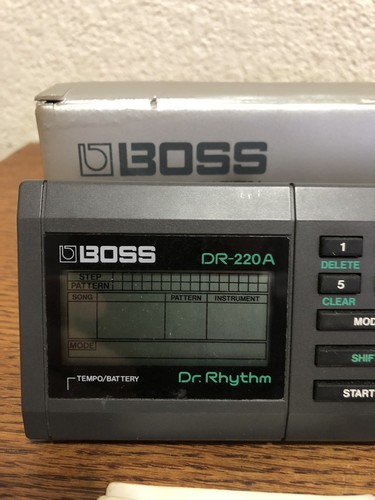 BOSS
BOSS DR-220A
STEP
PATTERN
SONG PATTERN INSTRUMENT
MODE
TEMPO/BATTERY
Dr. Rhythm
1
DELETE
5
CLEAR
MOD
SHIF
START